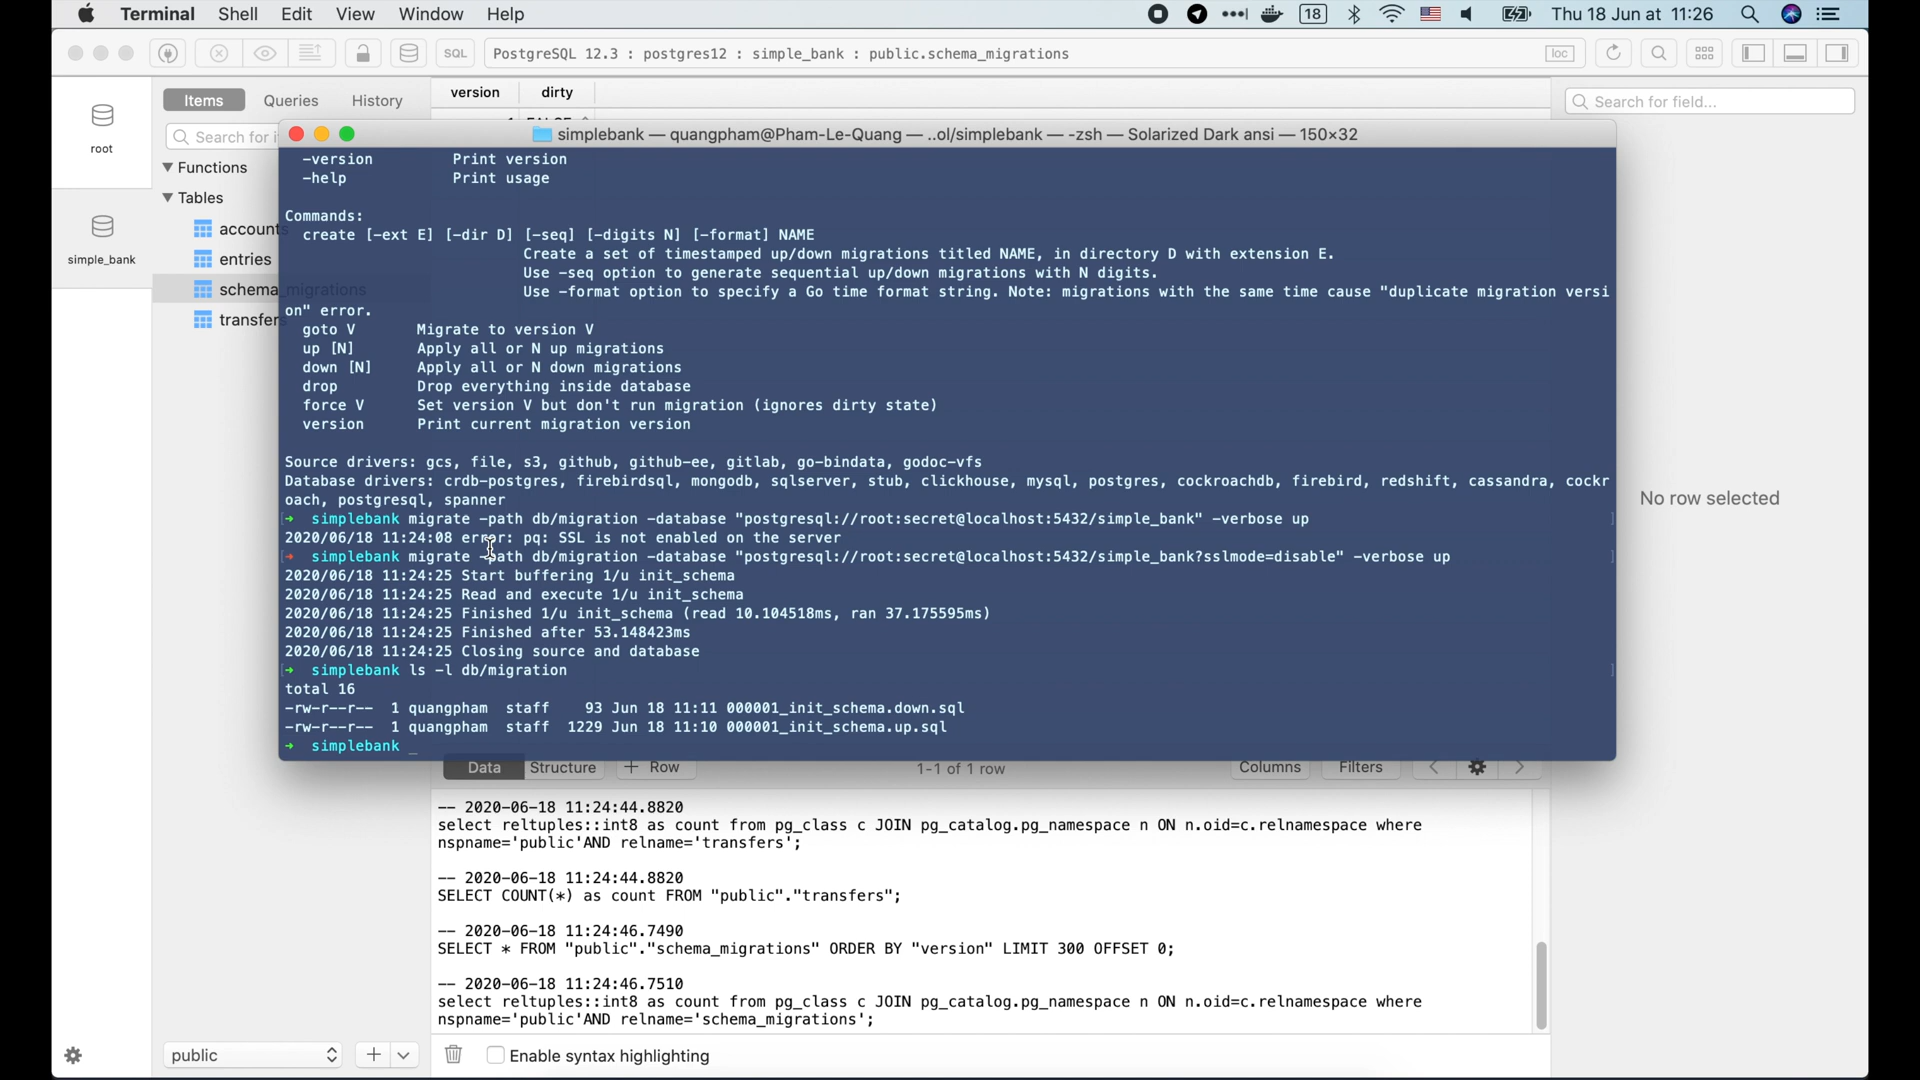 Terminal Shell Edit View Window Help
18 Thu 18 Jun at 11:26
SQL PostgreSQL 12.3 : postgres12 : simple_bank : public.schema_migrations loc
Items Queries History version dirty Search for field...
root
Search for i
simplebank — quangpham@Pham-Le-Quang — ..ol/simplebank — -zsh — Solarized Dark ansi — 150×32
Functions
Tables
accounts
entries
schema_migrations
transfers
simple_bank
-version Print version
-help Print usage
Commands:
create [-ext E] [-dir D] [-seq] [-digits N] [-format] NAME
Create a set of timestamped up/down migrations titled NAME, in directory D with extension E.
Use -seq option to generate sequential up/down migrations with N digits.
Use -format option to specify a Go time format string. Note: migrations with the same time cause "duplicate migration versi
on" error.
goto V Migrate to version V
up [N] Apply all or N up migrations
down [N] Apply all or N down migrations
drop Drop everything inside database
force V Set version V but don't run migration (ignores dirty state)
version Print current migration version
Source drivers: gcs, file, s3, github, github-ee, gitlab, go-bindata, godoc-vfs
Database drivers: crdb-postgres, firebirdsql, mongodb, sqlserver, stub, clickhouse, mysql, postgres, cockroachdb, firebird, redshift, cassandra, cockr
oach, postgresql, spanner
➜ simplebank migrate -path db/migration -database "postgresql://root:secret@localhost:5432/simple_bank" -verbose up
2020/06/18 11:24:08 error: pq: SSL is not enabled on the server
➜ simplebank migrate -path db/migration -database "postgresql://root:secret@localhost:5432/simple_bank?sslmode=disable" -verbose up
2020/06/18 11:24:25 Start buffering 1/u init_schema
2020/06/18 11:24:25 Read and execute 1/u init_schema
2020/06/18 11:24:25 Finished 1/u init_schema (read 10.104518ms, ran 37.175595ms)
2020/06/18 11:24:25 Finished after 53.148423ms
2020/06/18 11:24:25 Closing source and database
➜ simplebank ls -l db/migration
total 16
-rw-r--r-- 1 quangpham staff 93 Jun 18 11:11 000001_init_schema.down.sql
-rw-r--r-- 1 quangpham staff 1229 Jun 18 11:10 000001_init_schema.up.sql
➜ simplebank _
No row selected
Data Structure + Row 1-1 of 1 row Columns Filters
-- 2020-06-18 11:24:44.8820
select reltuples::int8 as count from pg_class c JOIN pg_catalog.pg_namespace n ON n.oid=c.relnamespace where
nspname='public'AND relname='transfers';
-- 2020-06-18 11:24:44.8820
SELECT COUNT(*) as count FROM "public"."transfers";
-- 2020-06-18 11:24:46.7490
SELECT * FROM "public"."schema_migrations" ORDER BY "version" LIMIT 300 OFFSET 0;
-- 2020-06-18 11:24:46.7510
select reltuples::int8 as count from pg_class c JOIN pg_catalog.pg_namespace n ON n.oid=c.relnamespace where
nspname='public'AND relname='schema_migrations';
public
Enable syntax highlighting